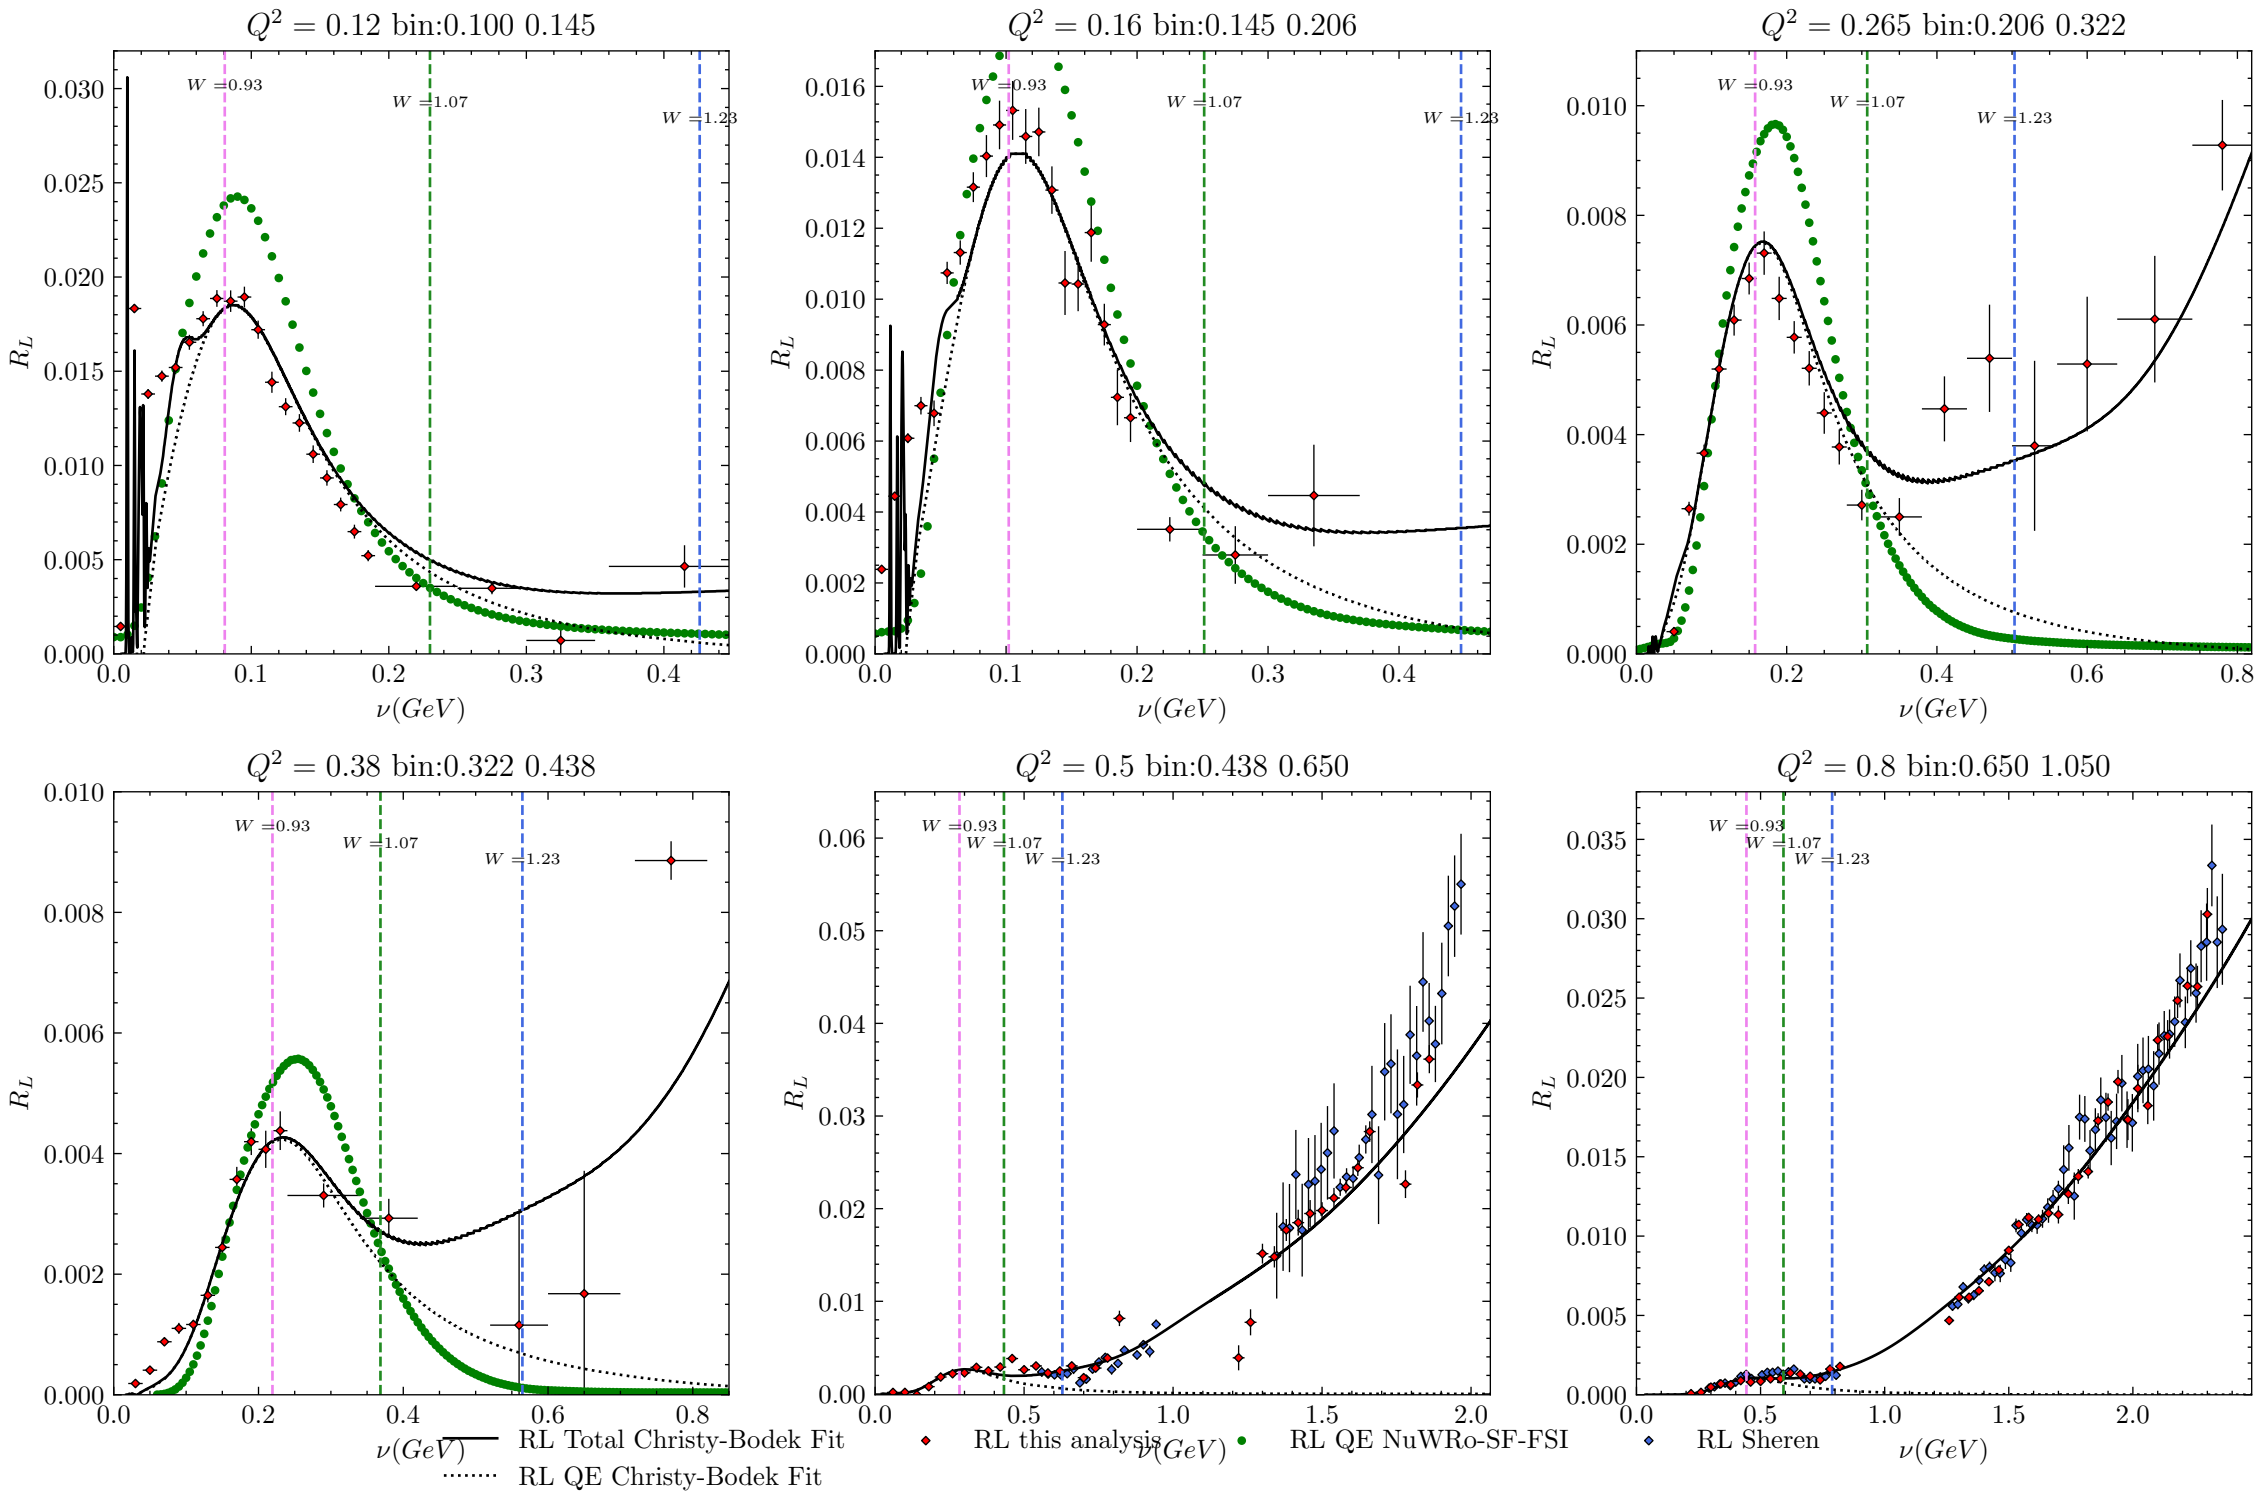 Q² = 0.12 bin:0.100 0.145
W =0.93
W =1.07
W =1.23
R_L
0.030
0.025
0.020
0.015
0.010
0.005
0.000
0.0 0.1 0.2 0.3 0.4
ν(GeV)
Q² = 0.16 bin:0.145 0.206
W =0.93
W =1.07
W =1.23
R_L
0.016
0.014
0.012
0.010
0.008
0.006
0.004
0.002
0.000
0.0 0.1 0.2 0.3 0.4
ν(GeV)
Q² = 0.265 bin:0.206 0.322
W =0.93
W =1.07
W =1.23
R_L
0.010
0.008
0.006
0.004
0.002
0.000
0.0 0.2 0.4 0.6 0.8
ν(GeV)
Q² = 0.38 bin:0.322 0.438
W =0.93
W =1.07
W =1.23
R_L
0.010
0.008
0.006
0.004
0.002
0.000
0.0 0.2 0.4 0.6 0.8
ν(GeV)
Q² = 0.5 bin:0.438 0.650
W =0.93
W =1.07
W =1.23
R_L
0.06
0.05
0.04
0.03
0.02
0.01
0.00
0.0 0.5 1.0 1.5 2.0
ν(GeV)
Q² = 0.8 bin:0.650 1.050
W =0.93
W =1.07
W =1.23
R_L
0.035
0.030
0.025
0.020
0.015
0.010
0.005
0.000
0.0 0.5 1.0 1.5 2.0
ν(GeV)
RL Total Christy-Bodek Fit
RL QE Christy-Bodek Fit
RL this analysis
RL QE NuWRo-SF-FSI
RL Sheren